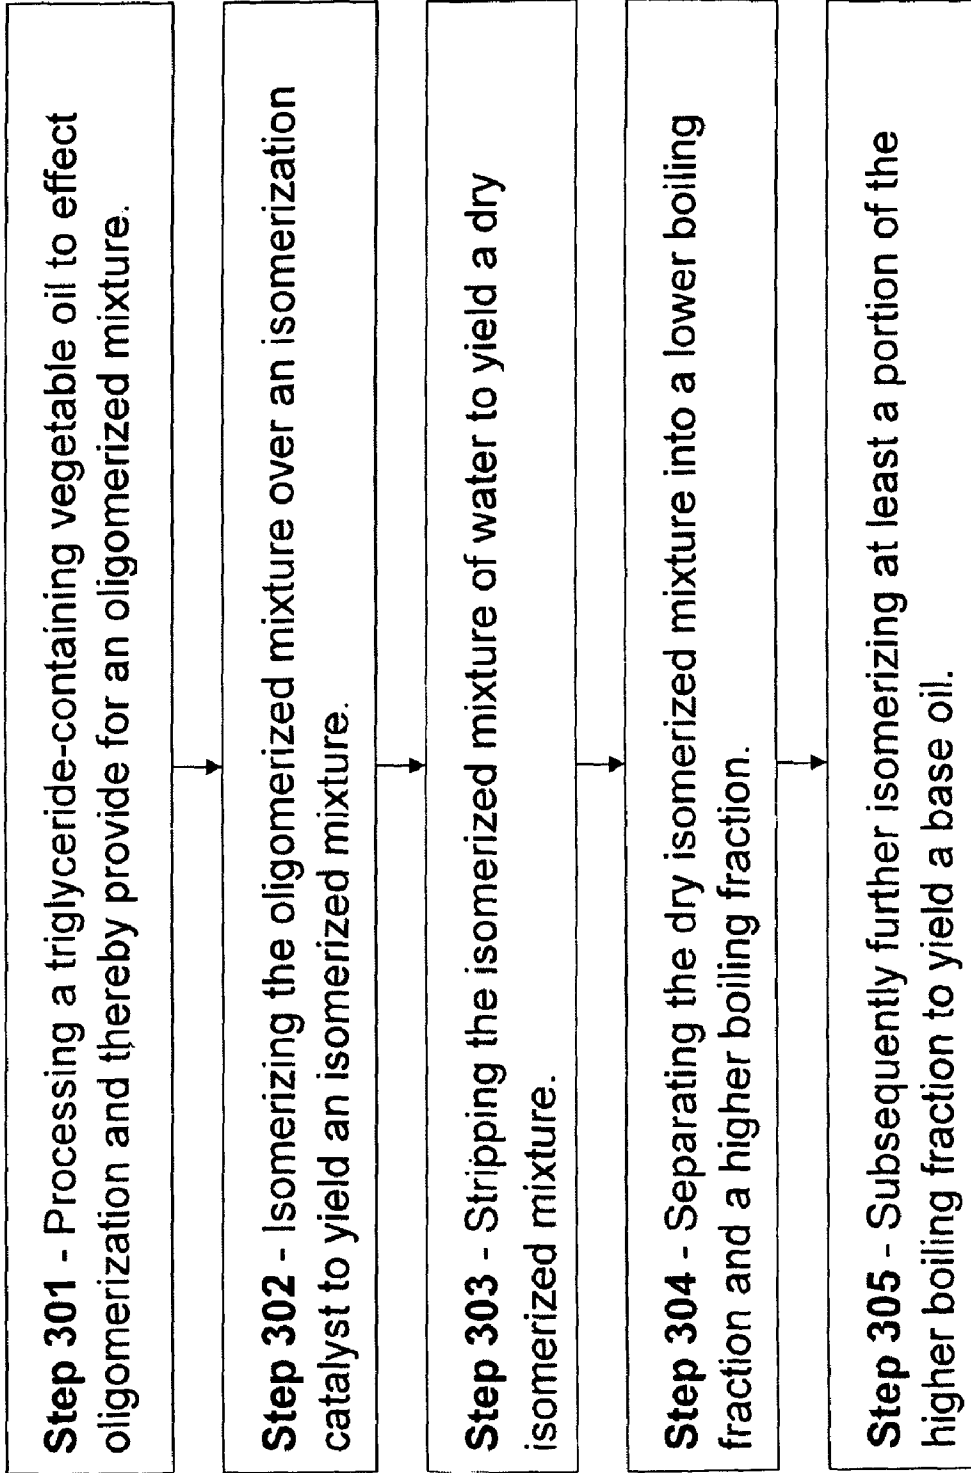 Step 301 - Processing a triglyceride-containing vegetable oil to effect
oligomerization and thereby provide for an oligomerized mixture.
Step 302 - Isomerizing the oligomerized mixture over an isomerization
catalyst to yield an isomerized mixture.
Step 303 - Stripping the isomerized mixture of water to yield a dry
isomerized mixture.
Step 304 - Separating the dry isomerized mixture into a lower boiling
fraction and a higher boiling fraction.
Step 305 - Subsequently further isomerizing at least a portion of the
higher boiling fraction to yield a base oil.